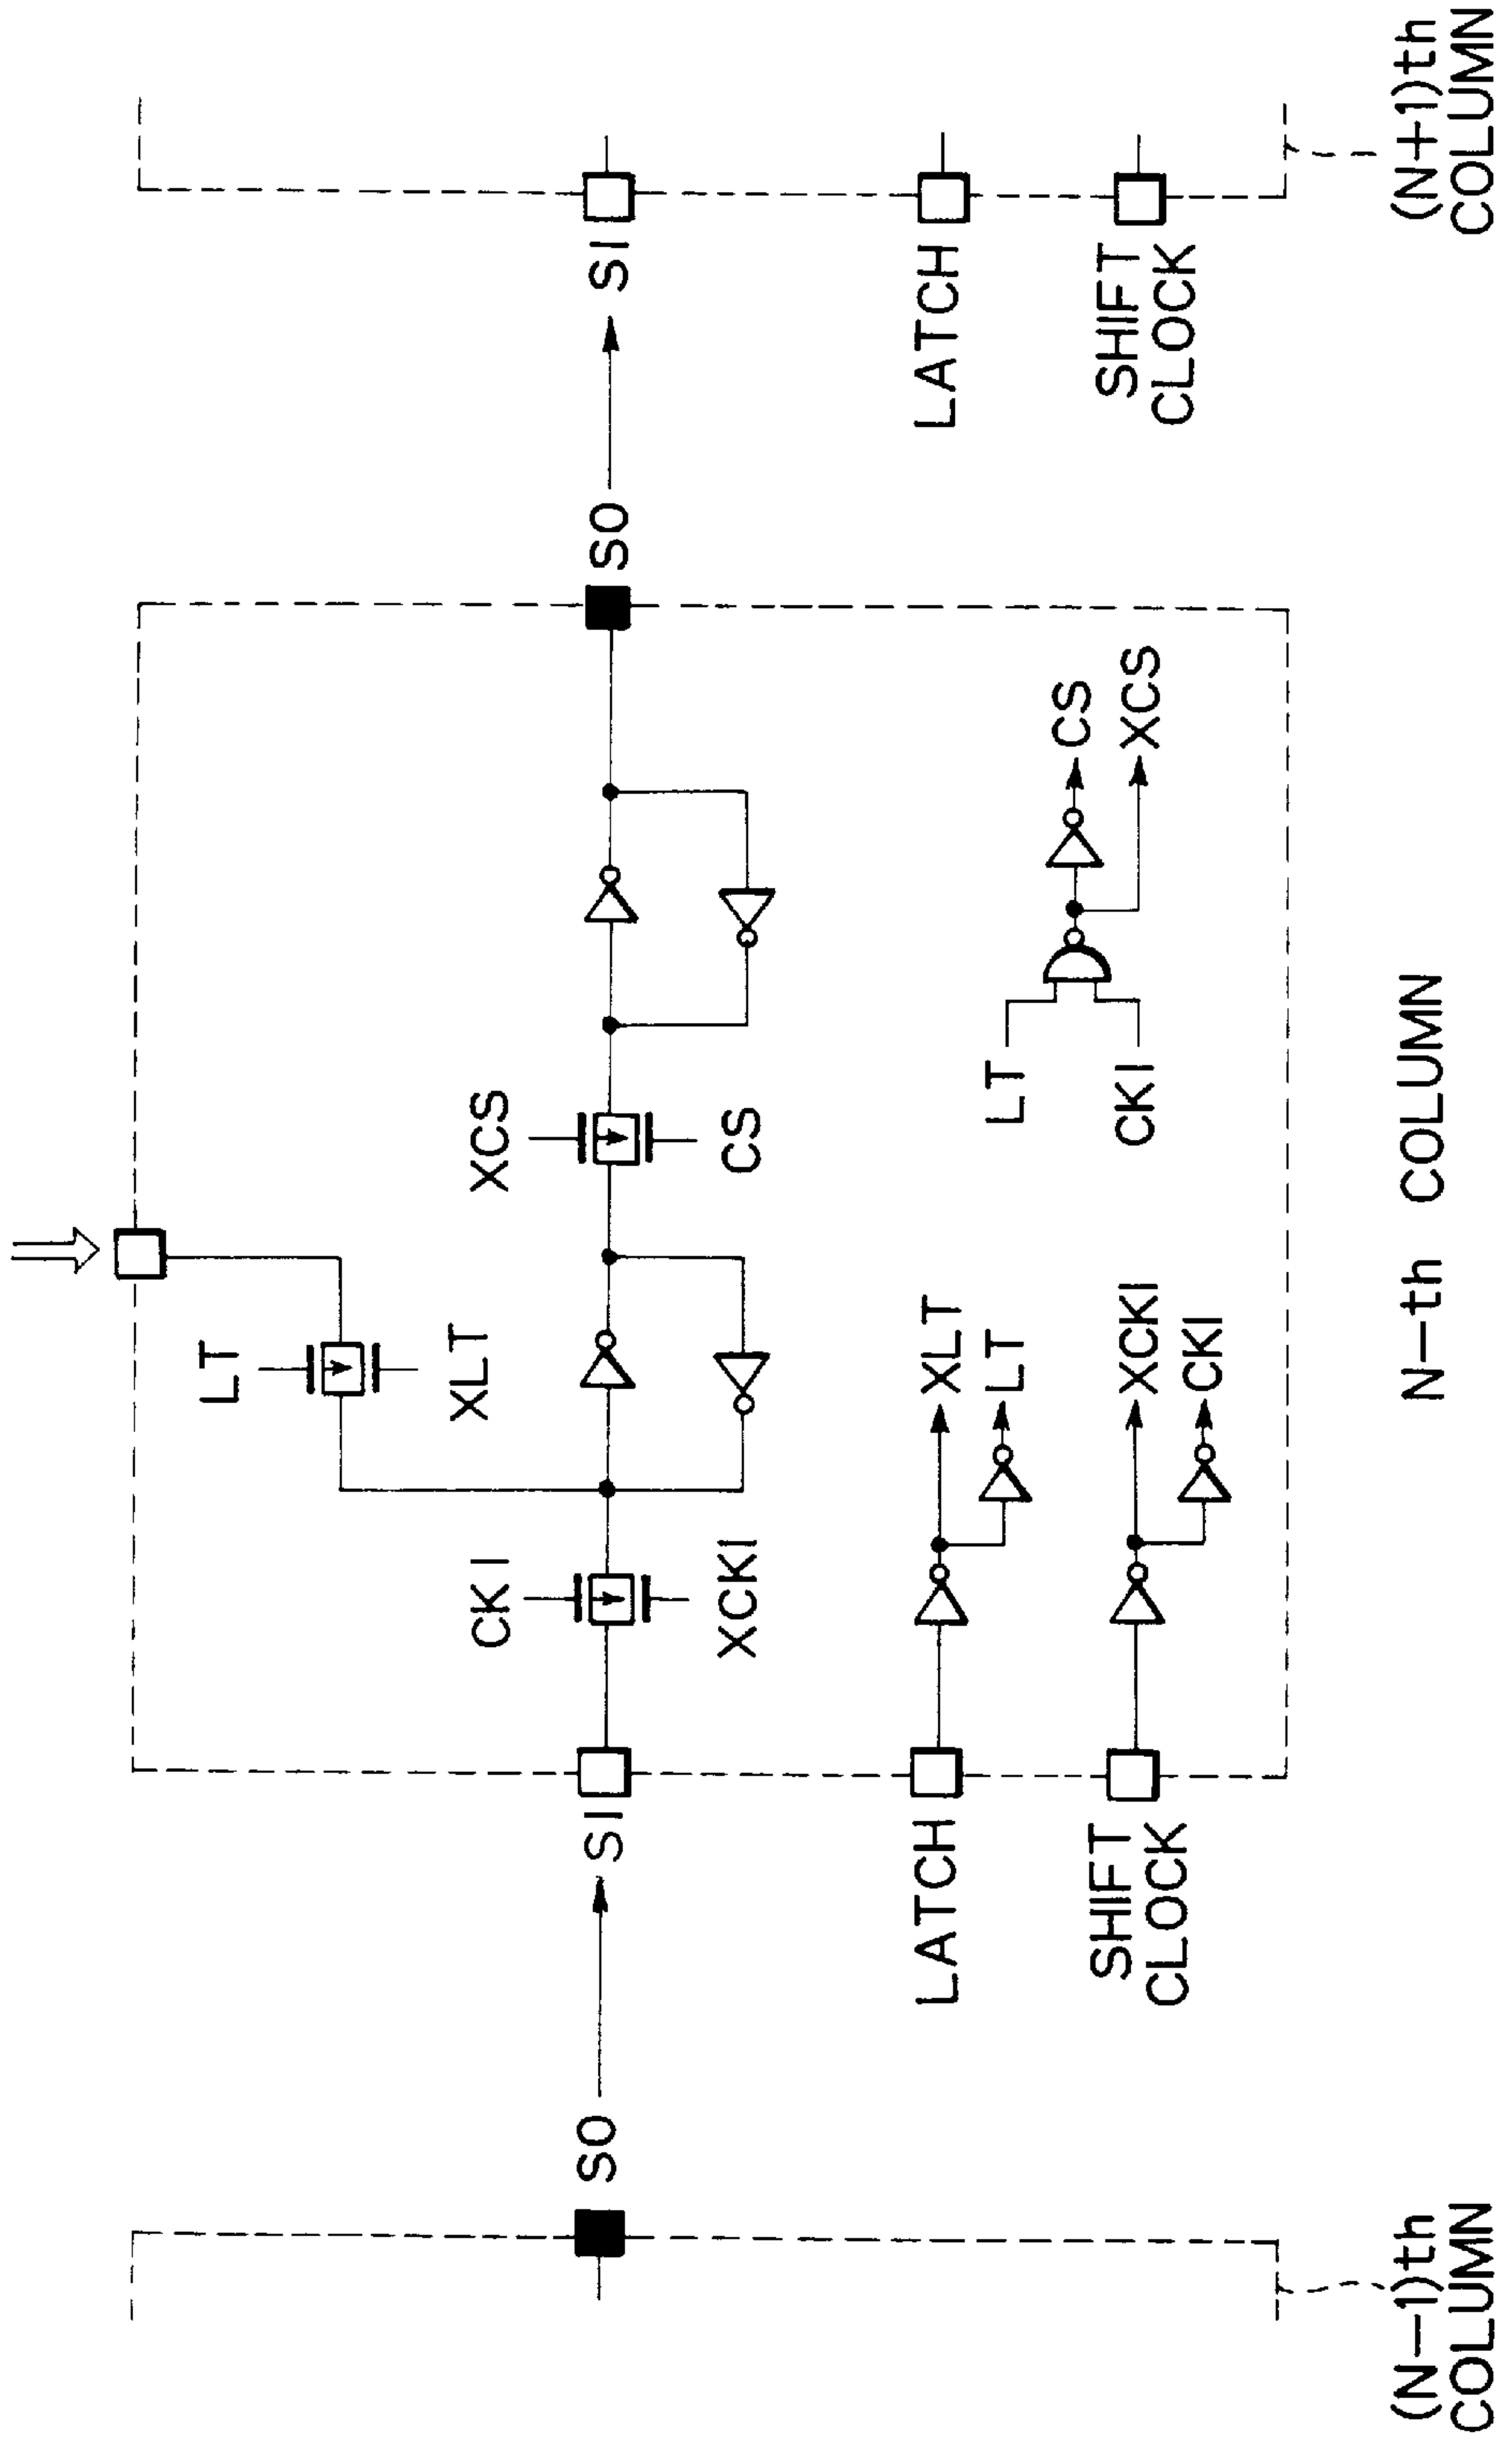 LT
XLT
CKI
XCKI
XCS
CS
SO
SI
SO
SI
LATCH
XLT
LT
LT
CKI
CS
XCS
LATCH
SHIFT
CLOCK
XCKI
CKI
SHIFT
CLOCK
(N-1)th
COLUMN
N-th COLUMN
(N+1)th
COLUMN